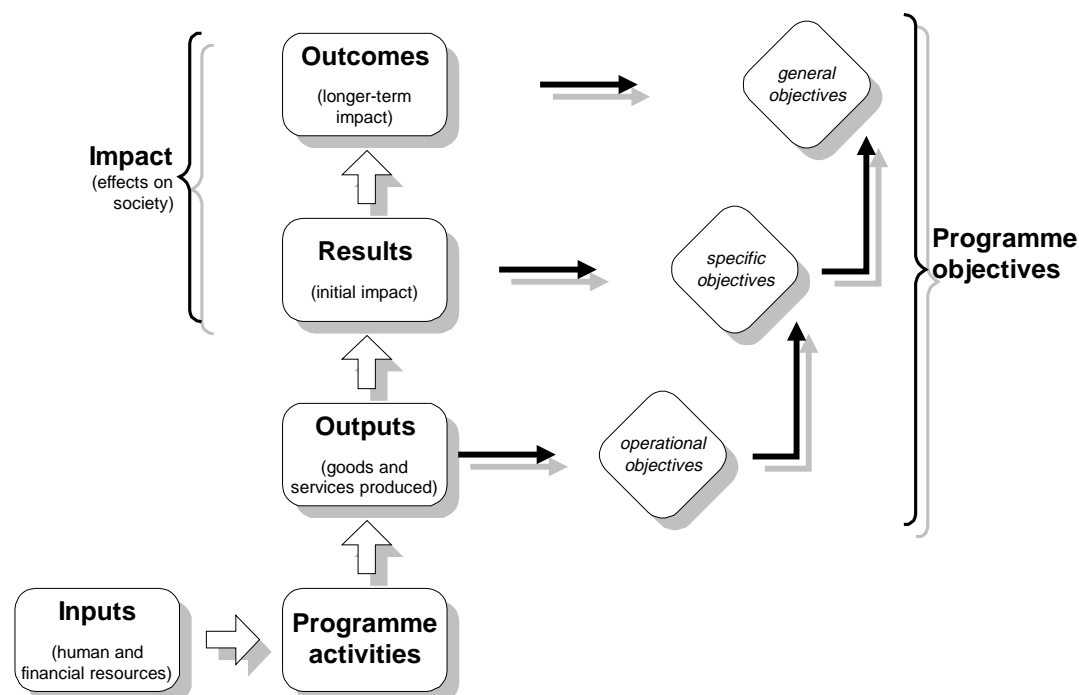 Outcomes
(longer-term
impact)
general
objectives
Impact
(effects on
society)
Results
(initial impact)
specific
objectives
Programme
objectives
Outputs
(goods and
services produced)
operational
objectives
Inputs
(human and
financial resources)
Programme
activities